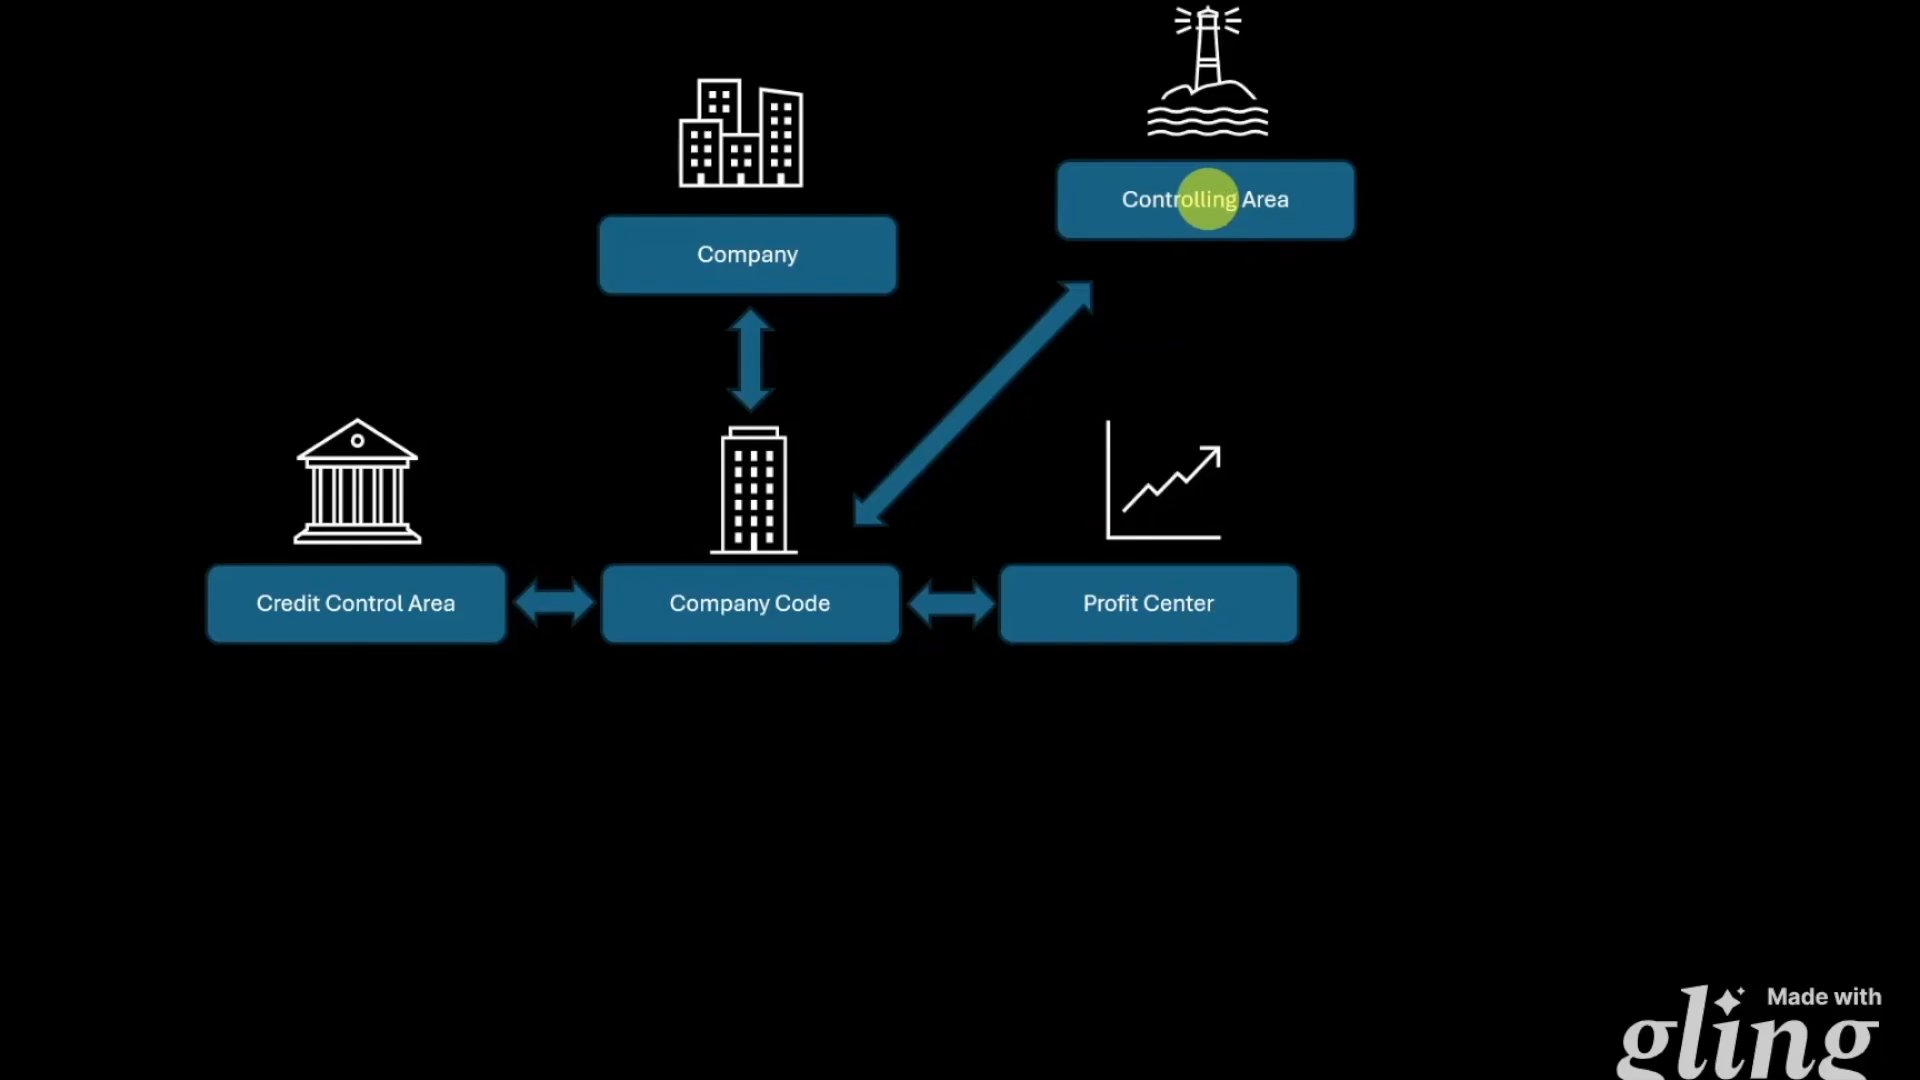 Controlling Area
Company
Credit Control Area
Company Code
Profit Center
Made with
gling